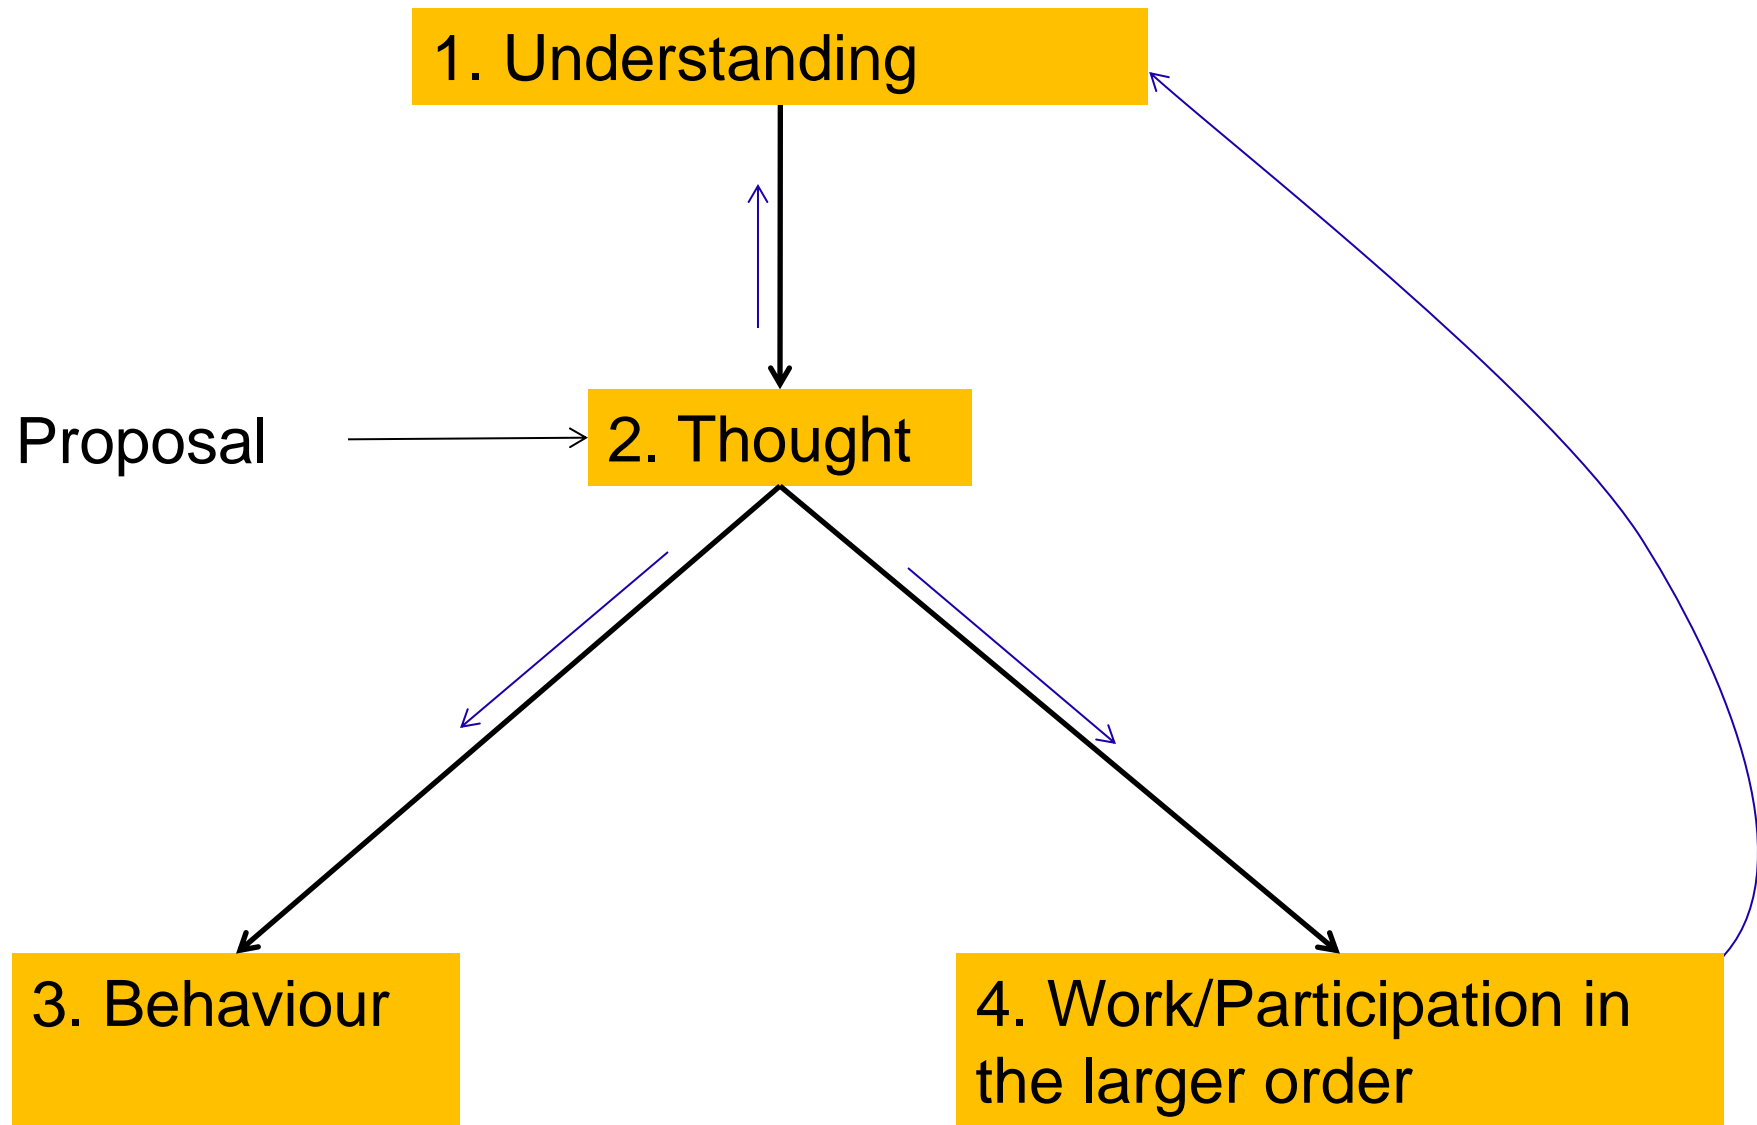 1. Understanding
Proposal
2. Thought
3. Behaviour
4. Work/Participation in
the larger order